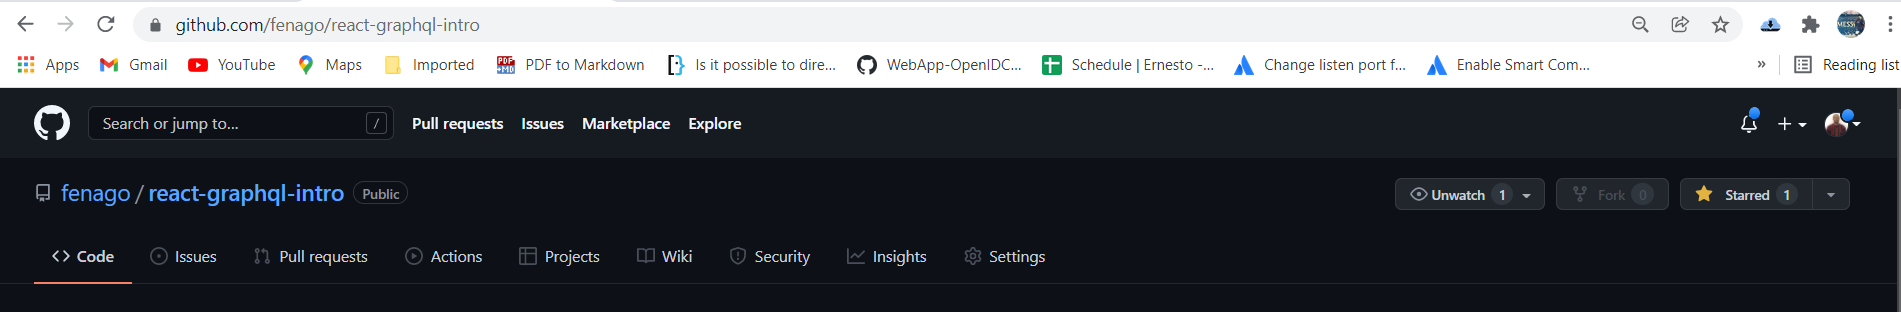 github.com/fenago/react-graphql-intro
Apps Gmail YouTube Maps Imported PDF to Markdown Is it possible to dire... WebApp-OpenIDC... Schedule | Ernesto -... Change listen port f... Enable Smart Com... » Reading list
Search or jump to... / Pull requests Issues Marketplace Explore
fenago / react-graphql-intro Public Unwatch 1 Fork 0 Starred 1
Code Issues Pull requests Actions Projects Wiki Security Insights Settings